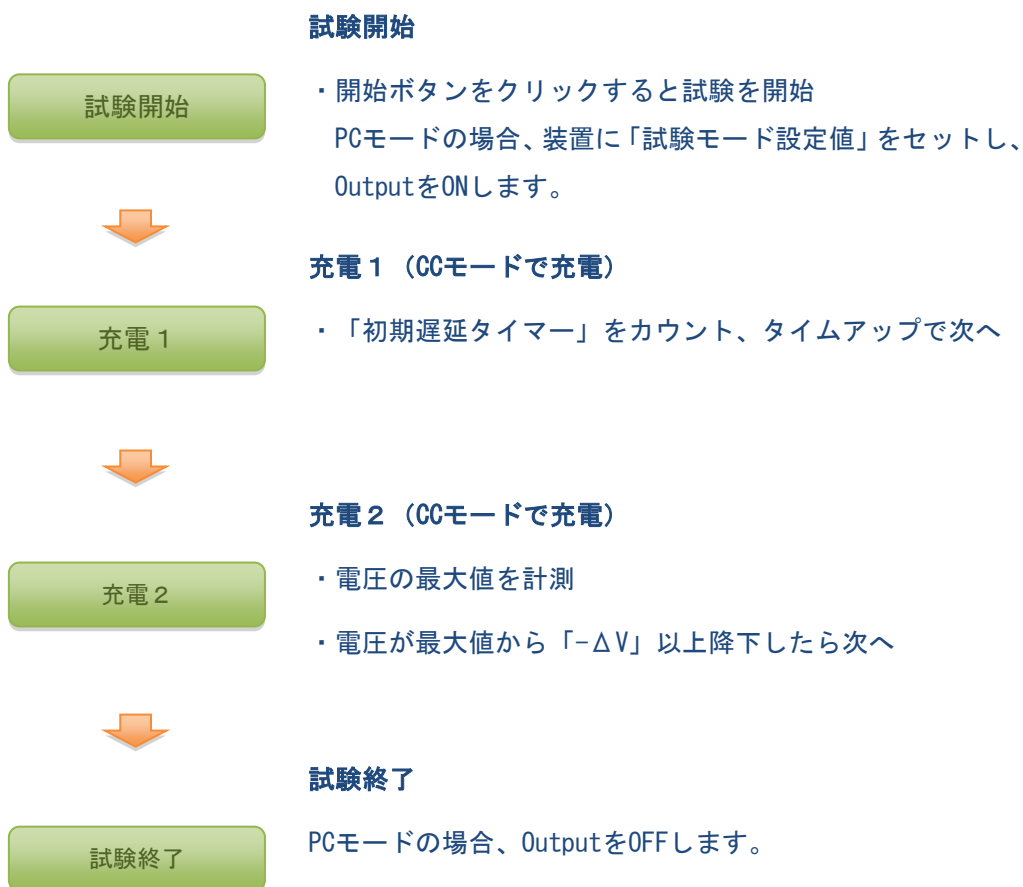 試験開始
試験開始
・開始ボタンをクリックすると試験を開始
PCモードの場合、装置に「試験モード設定値」をセットし、
OutputをONします。
充電１（CCモードで充電）
充電１
・「初期遅延タイマー」をカウント、タイムアップで次へ
充電２（CCモードで充電）
充電２
・電圧の最大値を計測
・電圧が最大値から「-ΔV」以上降下したら次へ
試験終了
試験終了
PCモードの場合、OutputをOFFします。